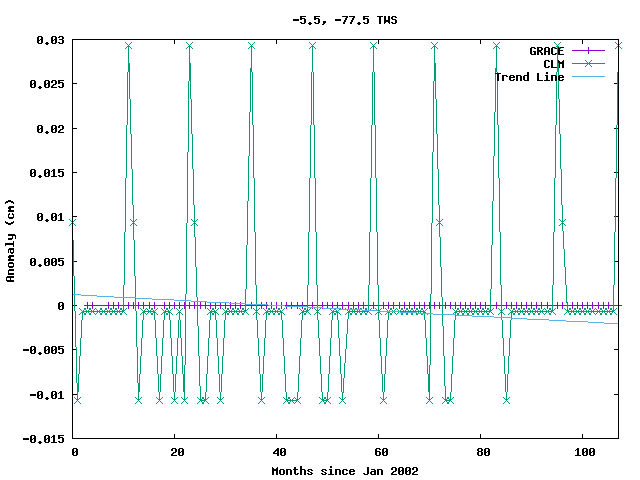 -5.5, -77.5 TWS
0.03
0.025
0.02
0.015
0.01
0.005
0
-0.005
-0.01
-0.015
Anomaly (cm)
GRACE
CLM
Trend Line
0 20 40 60 80 100
Months since Jan 2002